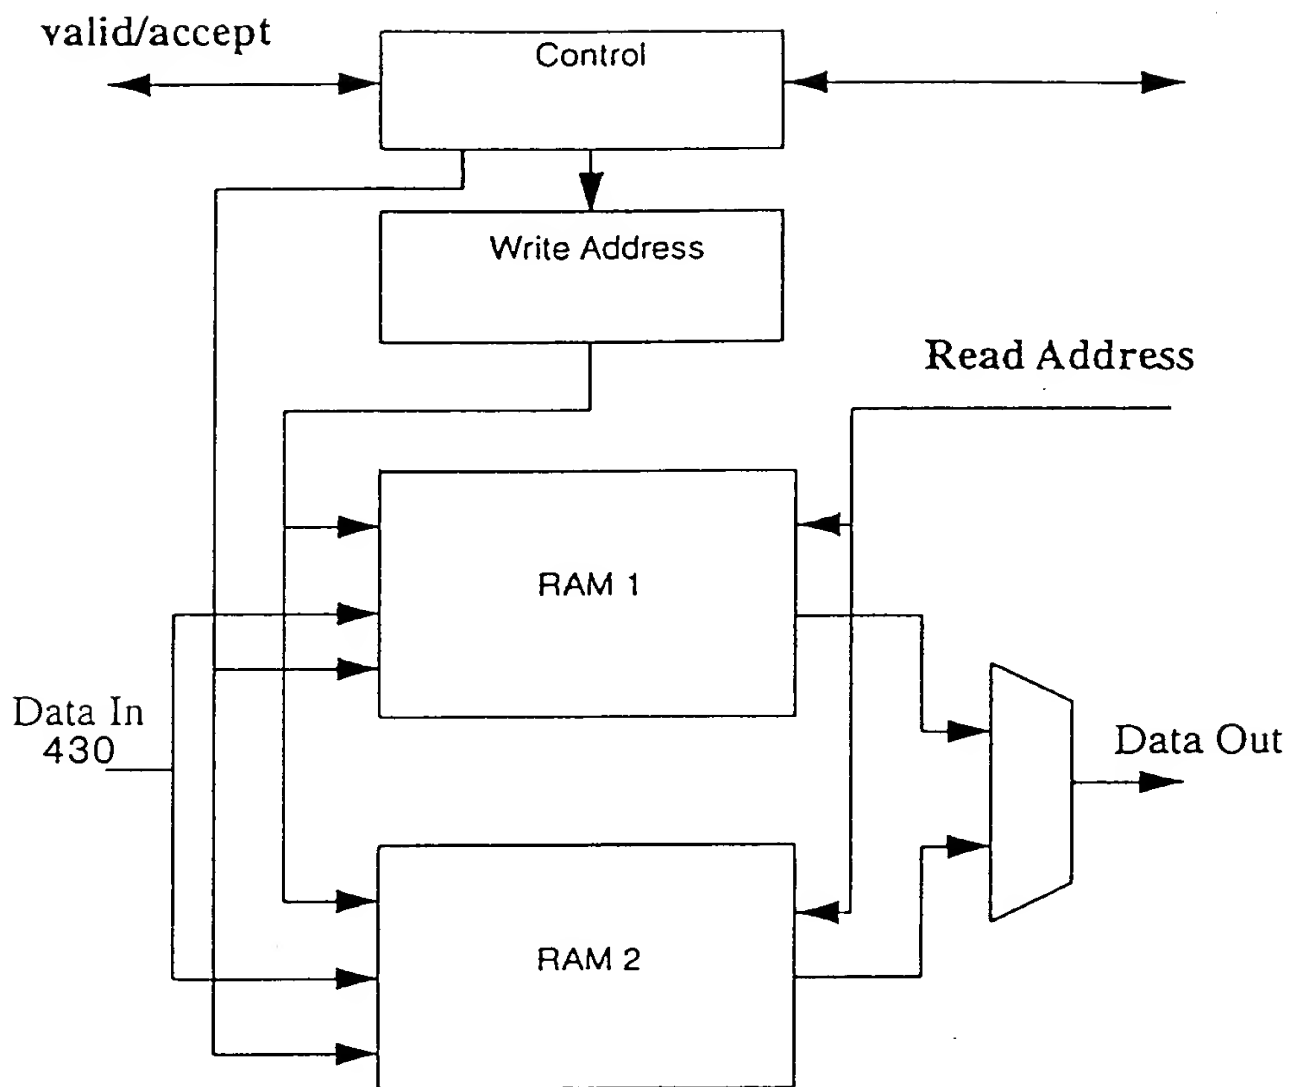 valid/accept
Control
Write Address
Read Address
RAM 1
Data In
430
Data Out
RAM 2